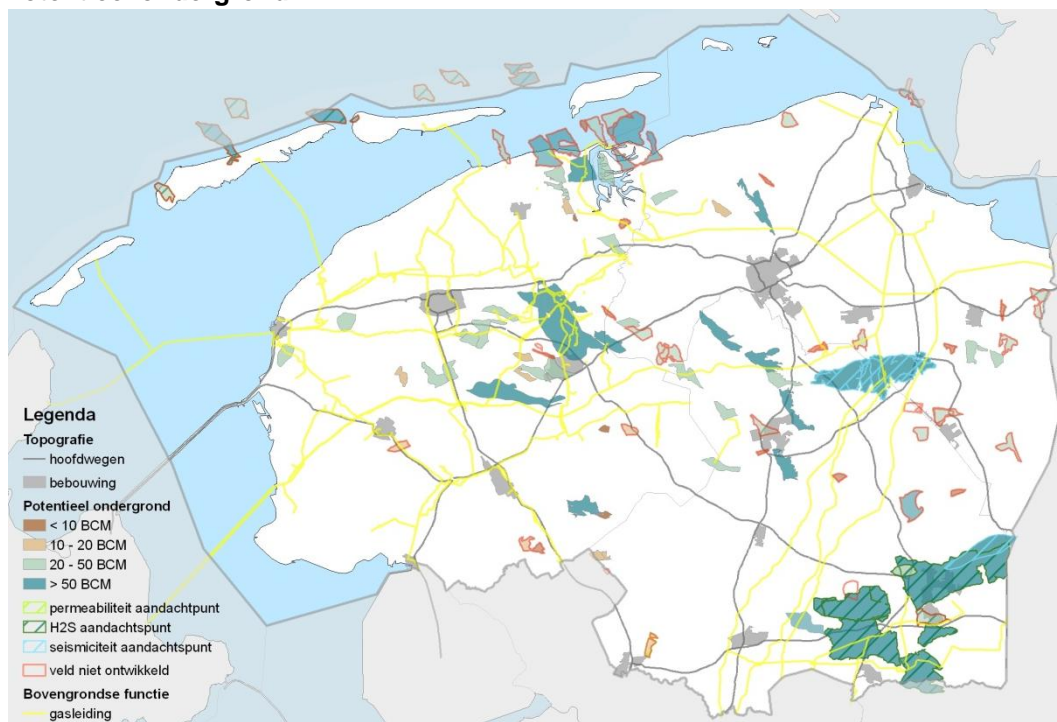 Legenda
Topografie
hoofdwegen
bebouwing
Potentieel ondergrond
< 10 BCM
10 - 20 BCM
20 - 50 BCM
> 50 BCM
permeabiliteit aandachtpunt
H2S aandachtspunt
seismiciteit aandachtspunt
veld niet ontwikkeld
Bovengrondse functie
gasleiding